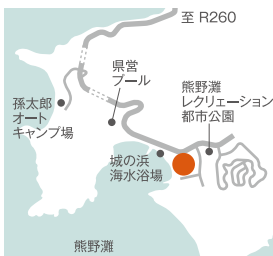 至 R260
県営
プール
熊野灘
レクリェーション
都市公園
孫太郎
オート
キャンプ場
城の浜
海水浴場
熊野灘